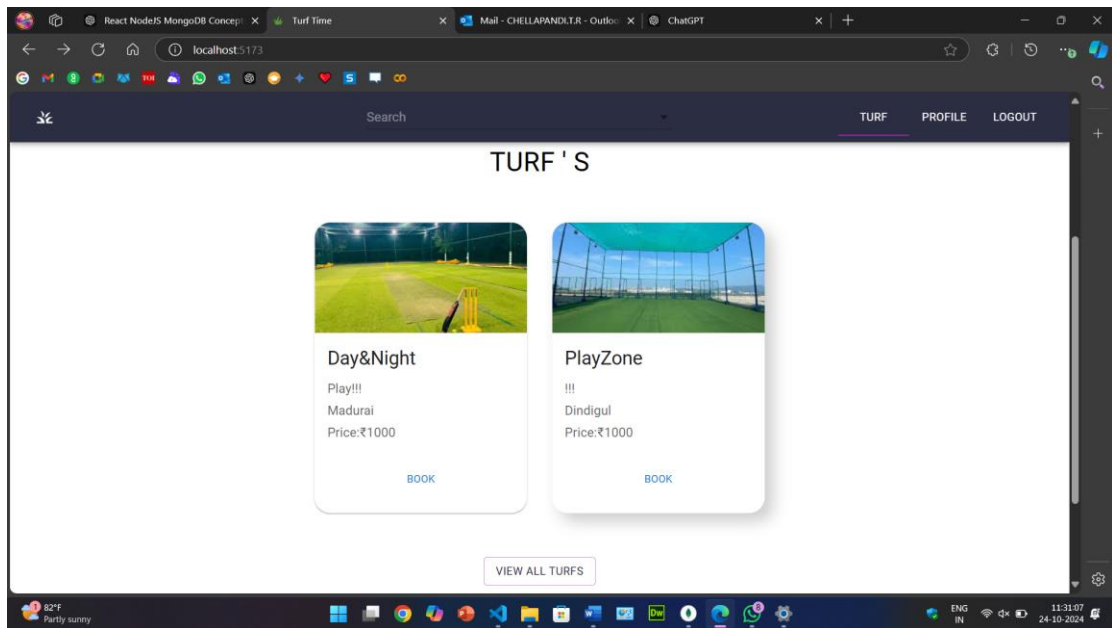 React NodeJS MongoDB Concept
Turf Time
Mail - CHELLAPANDI.T.R - Outloo
ChatGPT
localhost:5173
TOI
Search
TURF
PROFILE
LOGOUT
TURF ' S
Day&Night
Play!!!
Madurai
Price:₹1000
BOOK
PlayZone
!!!
Dindigul
Price:₹1000
BOOK
VIEW ALL TURFS
82°F
Partly sunny
ENG
IN
11:31:07
24-10-2024